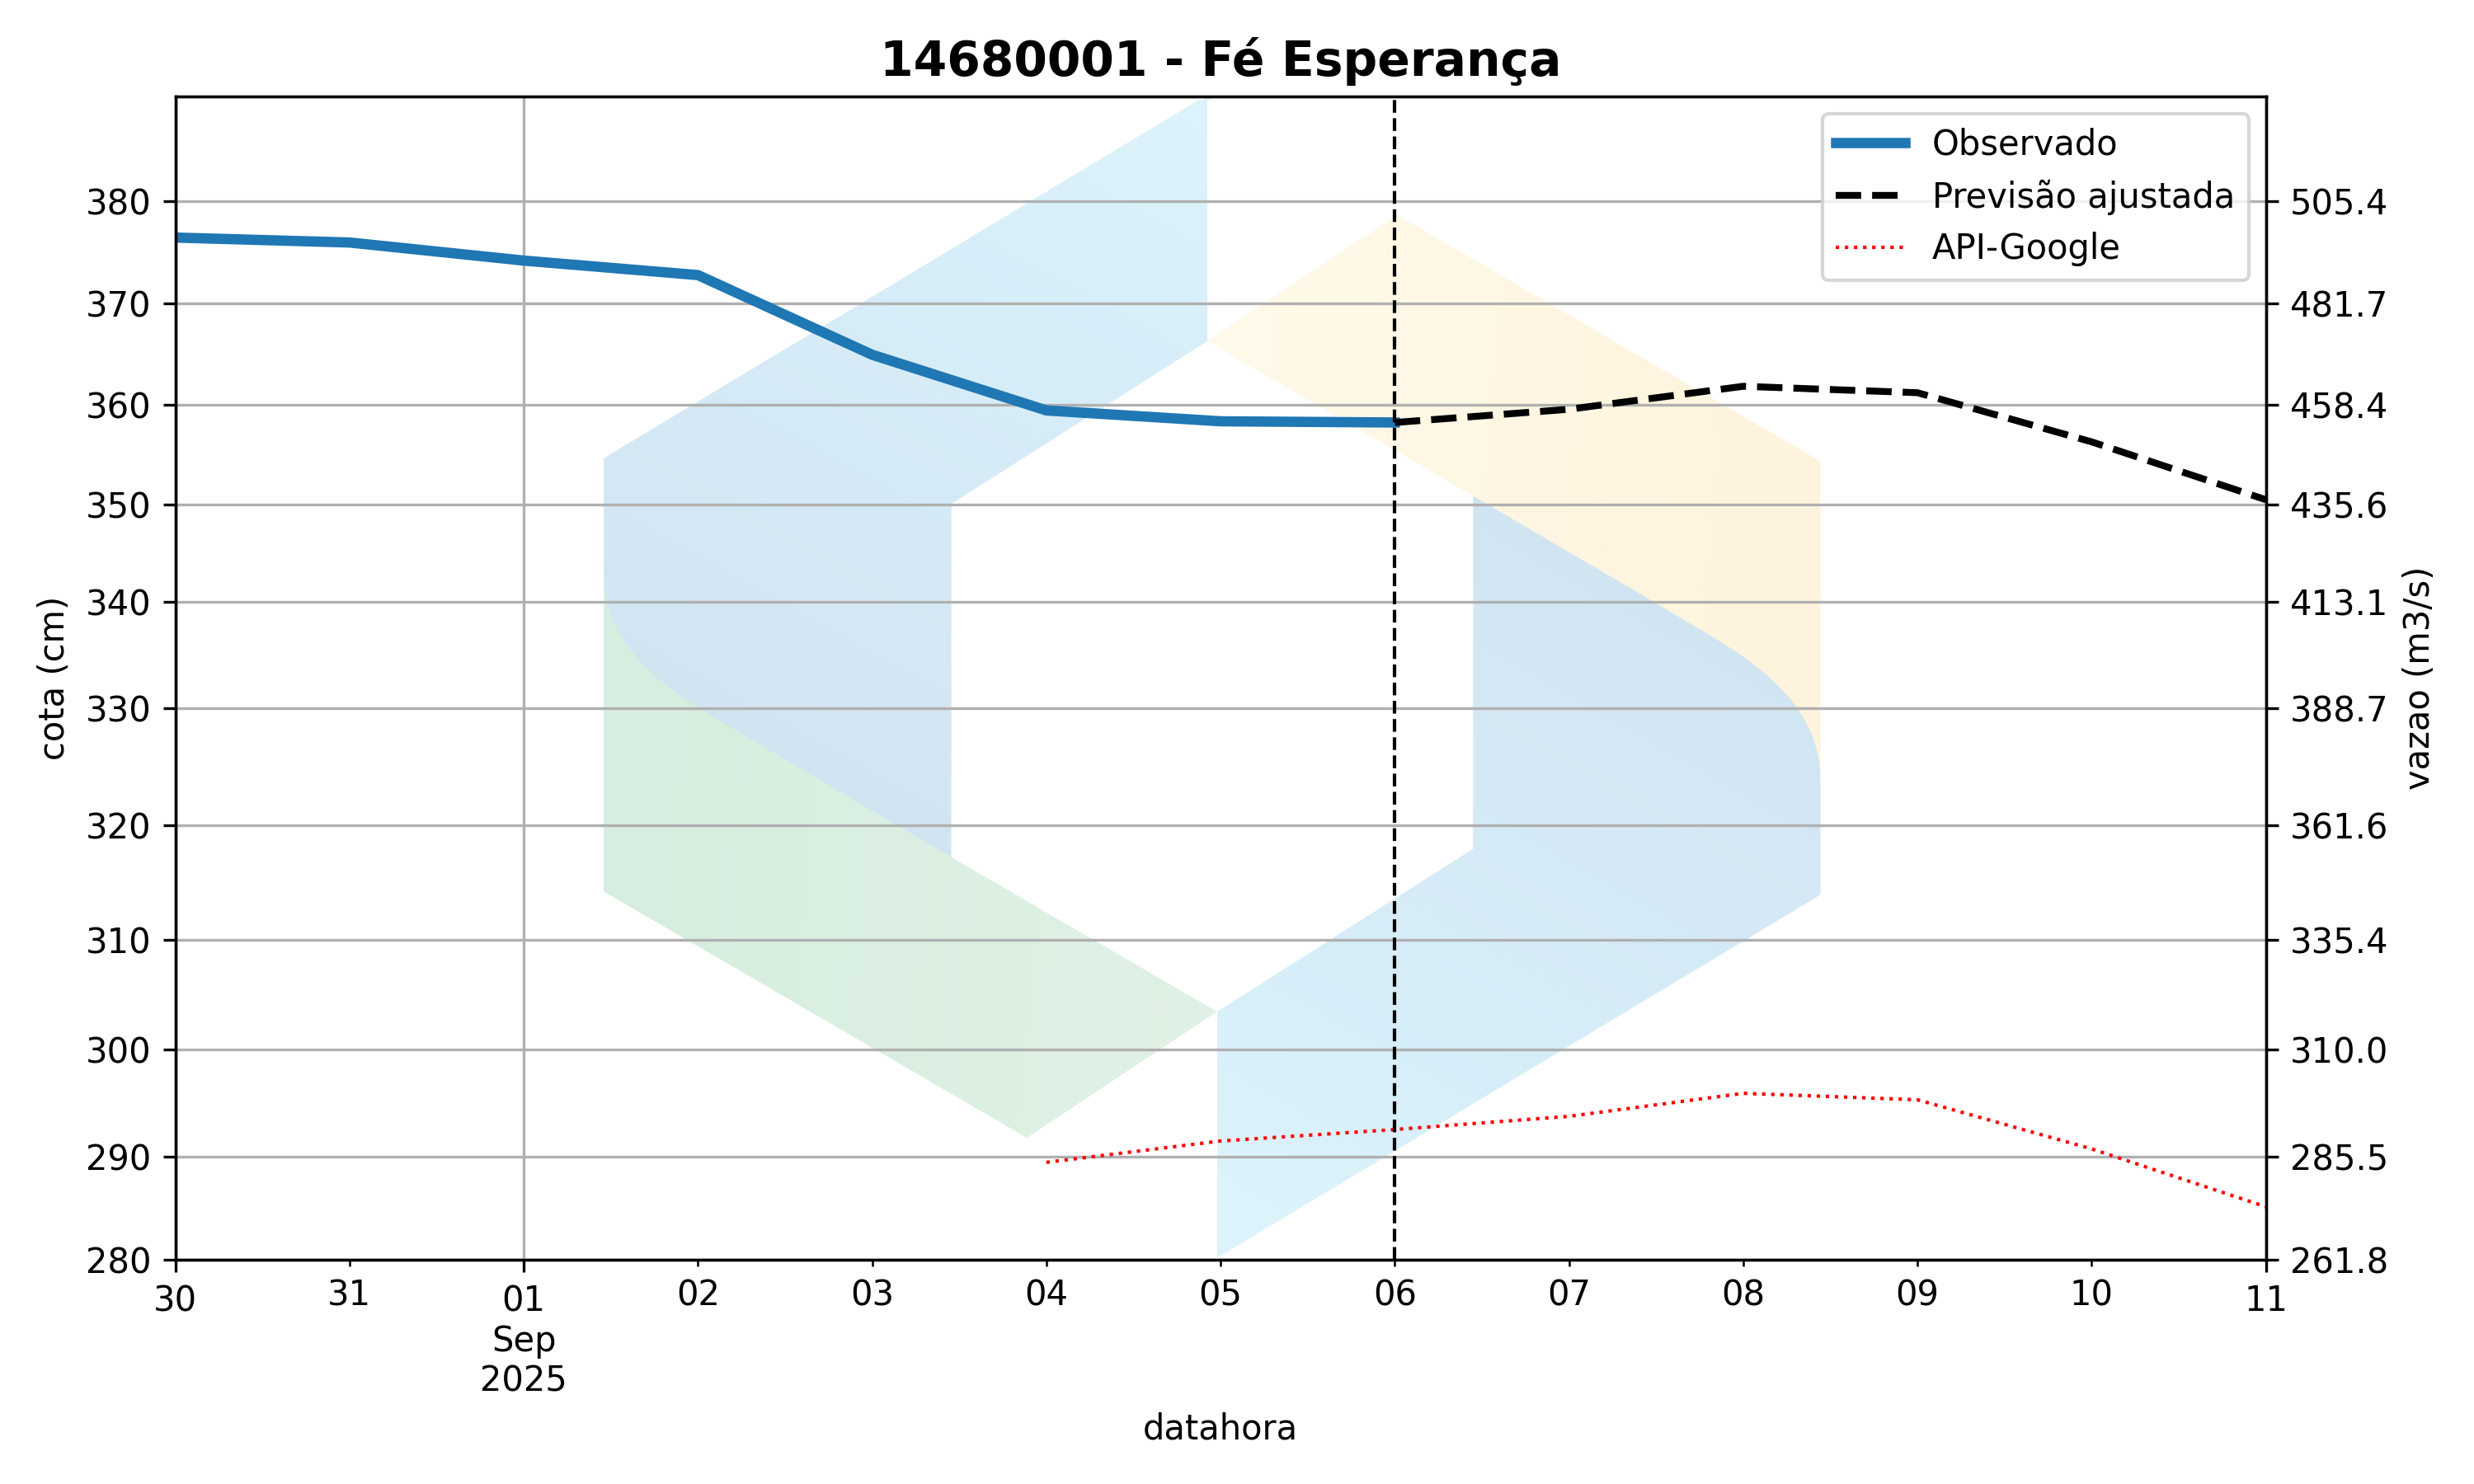 14680001 - Fé Esperança
Observado
Previsão ajustada
API-Google
cota (cm)
380
370
360
350
340
330
320
310
300
290
280
505.4
481.7
458.4
435.6
413.1
388.7
361.6
335.4
310.0
285.5
261.8
vazao (m3/s)
30 31 01 02 03 04 05 06 07 08 09 10 11
Sep
2025
datahora